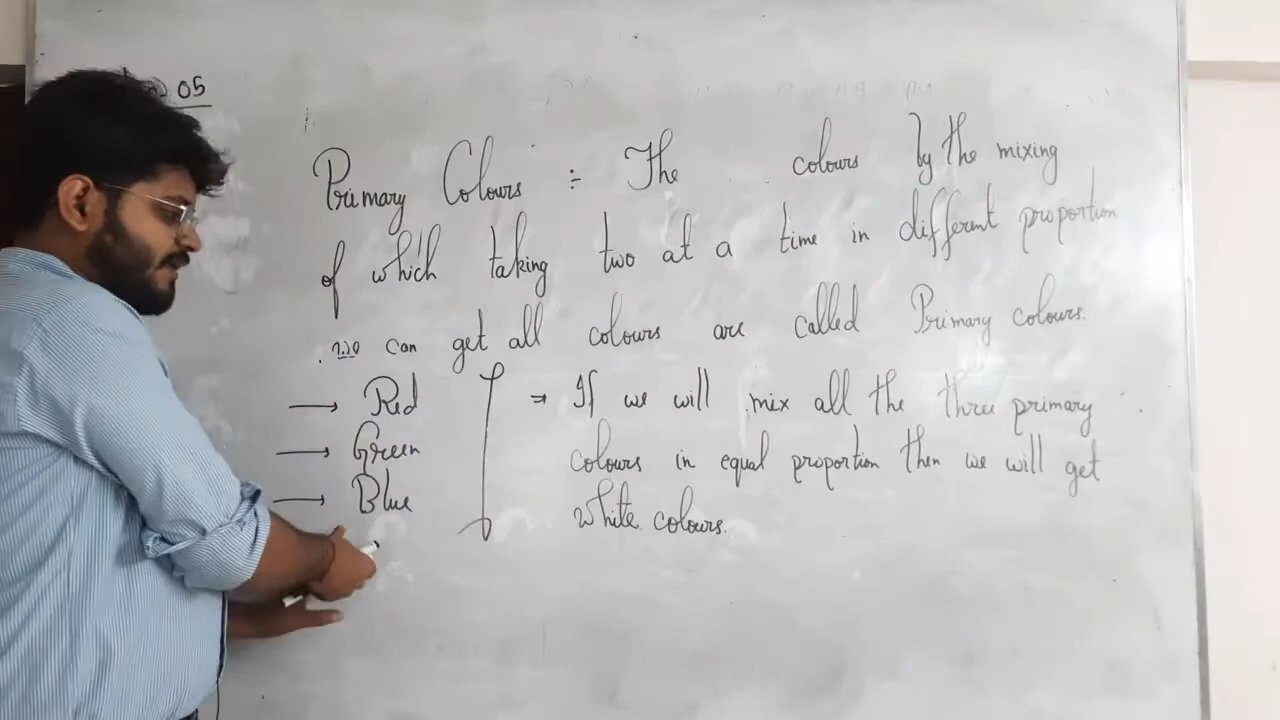 05
Primary Colours ÷ The colours by the mixing
of which taking two at a time in different proportion
we can get all colours are called Primary colours.
→ Red
→ Green
→ Blue
⇒ If we will mix all the three primary
colours in equal proportion then we will get
white colours.